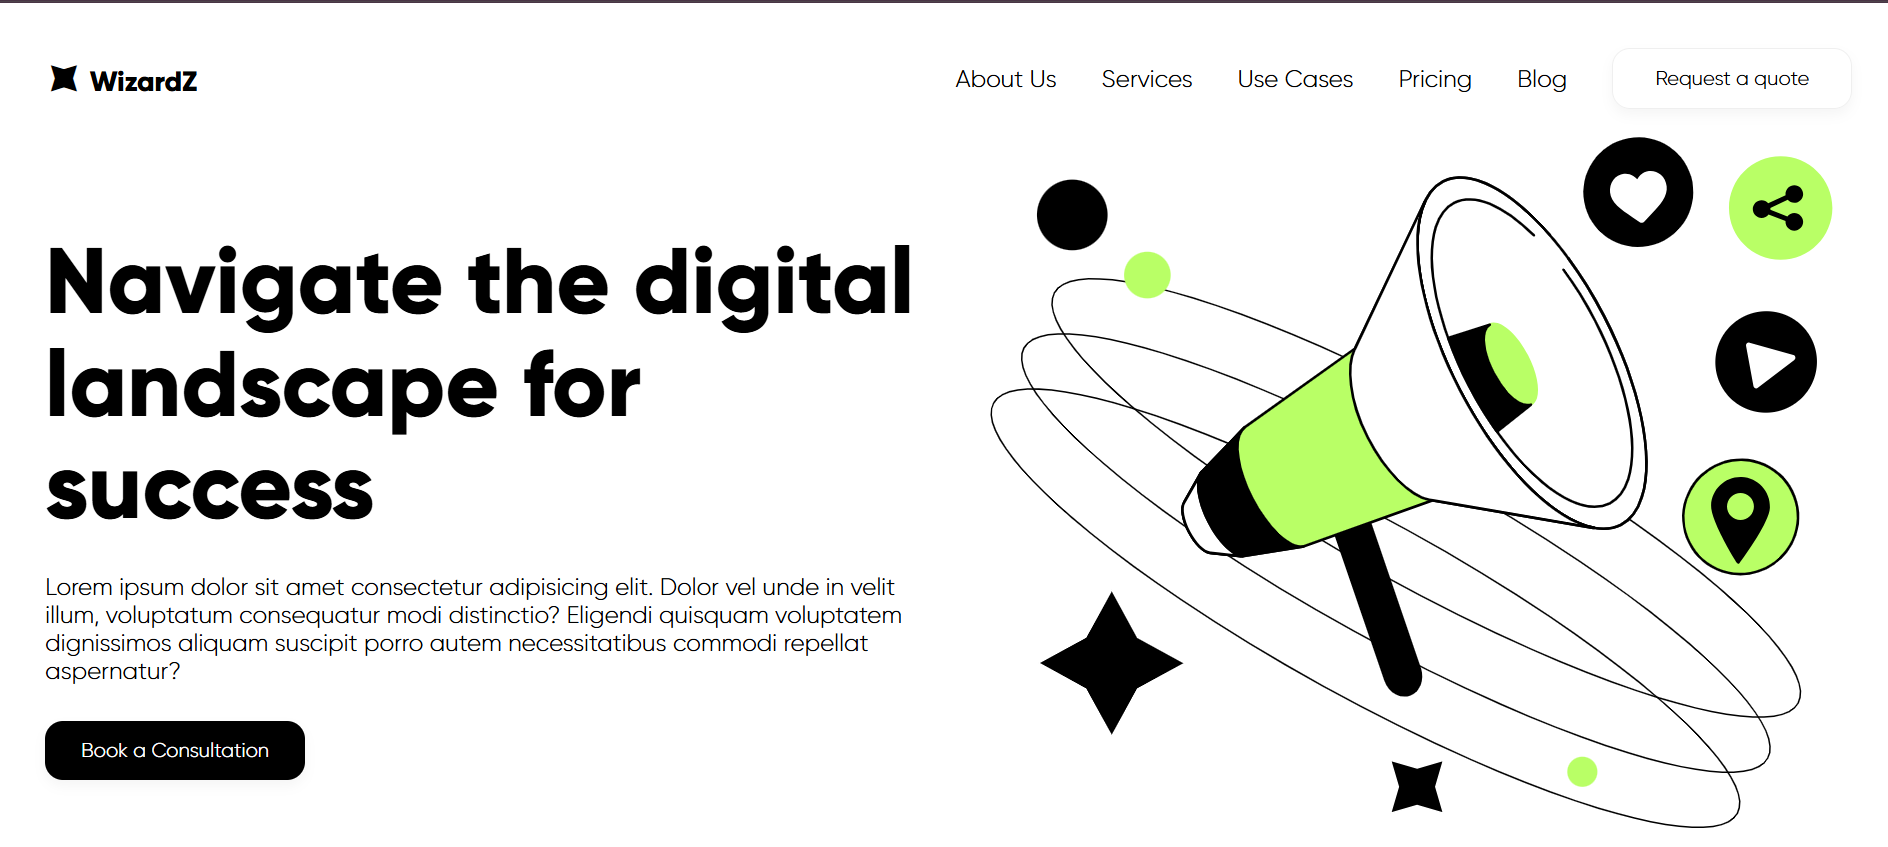 WizardZ
About Us
Services
Use Cases
Pricing
Blog
Request a quote
Navigate the digital
landscape for
success
Lorem ipsum dolor sit amet consectetur adipisicing elit. Dolor vel unde in velit
illum, voluptatum consequatur modi distinctio? Eligendi quisquam voluptatem
dignissimos aliquam suscipit porro autem necessitatibus commodi repellat
aspernatur?
Book a Consultation